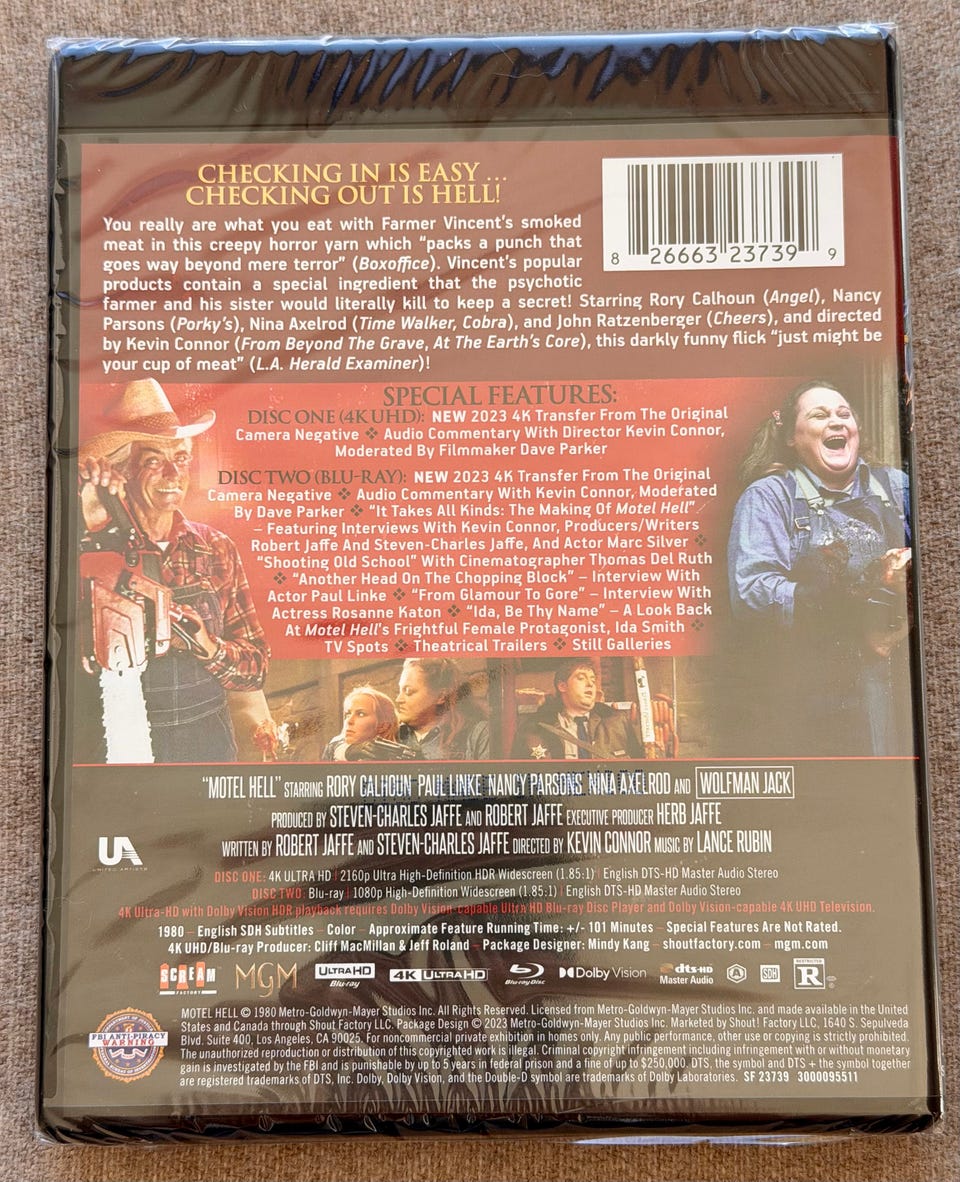 CHECKING IN IS EASY ...
CHECKING OUT IS HELL!
You really are what you eat with Farmer Vincent's smoked
meat in this creepy horror yarn which "packs a punch that
goes way beyond mere terror" (Boxoffice). Vincent's popular
products contain a special ingredient that the psychotic
farmer and his sister would literally kill to keep a secret! Starring Rory Calhoun (Angel), Nancy
Parsons (Porky's), Nina Axelrod (Time Walker, Cobra), and John Ratzenberger (Cheers), and directed
by Kevin Connor (From Beyond The Grave, At The Earth's Core), this darkly funny flick "just might be
your cup of meat" (L.A. Herald Examiner)!
8 26663 23739 9
SPECIAL FEATURES:
DISC ONE (4K UHD): NEW 2023 4K Transfer From The Original
Camera Negative ❖ Audio Commentary With Director Kevin Connor,
Moderated By Filmmaker Dave Parker
DISC TWO (BLU-RAY): NEW 2023 4K Transfer From The Original
Camera Negative ❖ Audio Commentary With Kevin Connor, Moderated
By Dave Parker ❖ "It Takes All Kinds: The Making Of Motel Hell"
– Featuring Interviews With Kevin Connor, Producers/Writers
Robert Jaffe And Steven-Charles Jaffe, And Actor Marc Silver ❖
"Shooting Old School" With Cinematographer Thomas Del Ruth
❖ "Another Head On The Chopping Block" – Interview With
Actor Paul Linke ❖ "From Glamour To Gore" – Interview With
Actress Rosanne Katon ❖ "Ida, Be Thy Name" – A Look Back
At Motel Hell's Frightful Female Protagonist, Ida Smith ❖
TV Spots ❖ Theatrical Trailers ❖ Still Galleries
"MOTEL HELL" STARRING RORY CALHOUN PAUL LINKE NANCY PARSONS NINA AXELROD AND WOLFMAN JACK
PRODUCED BY STEVEN-CHARLES JAFFE AND ROBERT JAFFE EXECUTIVE PRODUCER HERB JAFFE
WRITTEN BY ROBERT JAFFE AND STEVEN-CHARLES JAFFE DIRECTED BY KEVIN CONNOR MUSIC BY LANCE RUBIN
UA
UNITED ARTISTS
DISC ONE: 4K ULTRA HD | 2160p Ultra High-Definition HDR Widescreen (1.85:1) | English DTS-HD Master Audio Stereo
DISC TWO: Blu-ray | 1080p High-Definition Widescreen (1.85:1) | English DTS-HD Master Audio Stereo
4K Ultra-HD with Dolby Vision HDR playback requires Dolby Vision-capable Ultra HD Blu-ray Disc Player and Dolby Vision-capable 4K UHD Television.
1980 – English SDH Subtitles – Color – Approximate Feature Running Time: +/- 101 Minutes – Special Features Are Not Rated.
4K UHD/Blu-ray Producer: Cliff MacMillan & Jeff Roland – Package Designer: Mindy Kang – shoutfactory.com – mgm.com
SCREAM FACTORY MGM ULTRA HD Blu-ray 4K ULTRA HD Blu-ray Disc Dolby Vision dts-HD Master Audio A SDH RESTRICTED R
FBI ANTI-PIRACY WARNING
MOTEL HELL © 1980 Metro-Goldwyn-Mayer Studios Inc. All Rights Reserved. Licensed from Metro-Goldwyn-Mayer Studios Inc. and made available in the United
States and Canada through Shout Factory LLC. Package Design © 2023 Metro-Goldwyn-Mayer Studios Inc. Marketed by Shout! Factory LLC, 1640 S. Sepulveda
Blvd. Suite 400, Los Angeles, CA 90025. For noncommercial private exhibition in homes only. Any public performance, other use or copying is strictly prohibited.
The unauthorized reproduction or distribution of this copyrighted work is illegal. Criminal copyright infringement including infringement with or without monetary
gain is investigated by the FBI and is punishable by up to 5 years in federal prison and a fine of up to $250,000. DTS, the symbol and DTS + the symbol together
are registered trademarks of DTS, Inc. Dolby, Dolby Vision, and the Double-D symbol are trademarks of Dolby Laboratories. SF 23739 3000095511